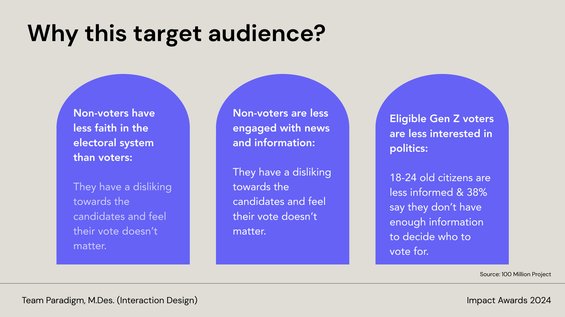 Why this target audience?
Non-voters have
less faith in the
electoral system
than voters:
They have a disliking
towards the
candidates and feel
their vote doesn't
matter.
Non-voters are less
engaged with news
and information:
They have a disliking
towards the
candidates and feel
their vote doesn't
matter.
Eligible Gen Z voters
are less interested in
politics:
18-24 old citizens are
less informed & 38%
say they don't have
enough information
to decide who to
vote for.
Source: 100 Million Project
Team Paradigm, M.Des. (Interaction Design)
Impact Awards 2024